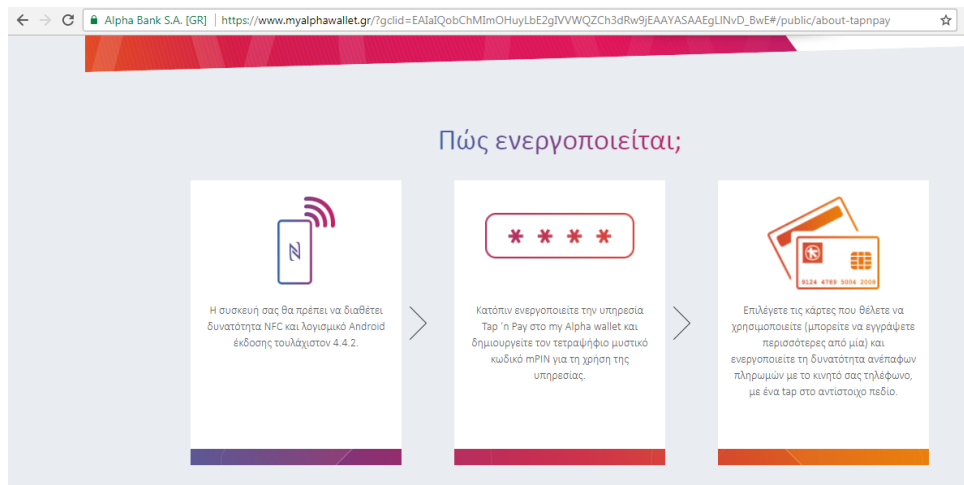 Alpha Bank S.A. [GR] | https://www.myalphawallet.gr/?gclid=EAIaIQobChMImOHuyLbE2gIVVWQZCh3dRw9jEAAYASAAEgLlNvD_BwE#/public/about-tapnpay
Πώς ενεργοποιείται;
Η συσκευή σας θα πρέπει να διαθέτει
δυνατότητα NFC και λογισμικό Android
έκδοσης τουλάχιστον 4.4.2.
* * * *
Κατόπιν ενεργοποιείτε την υπηρεσία
Tap ‘n Pay στο my Alpha wallet και
δημιουργείτε τον τετραψήφιο μυστικό
κωδικό mPIN για τη χρήση της
υπηρεσίας.
9124 4789 5004 2008
Επιλέγετε τις κάρτες που θέλετε να
χρησιμοποιείτε (μπορείτε να εγγράψετε
περισσότερες από μία) και
ενεργοποιείτε τη δυνατότητα ανέπαφων
πληρωμών με το κινητό σας τηλέφωνο,
με ένα tap στο αντίστοιχο πεδίο.